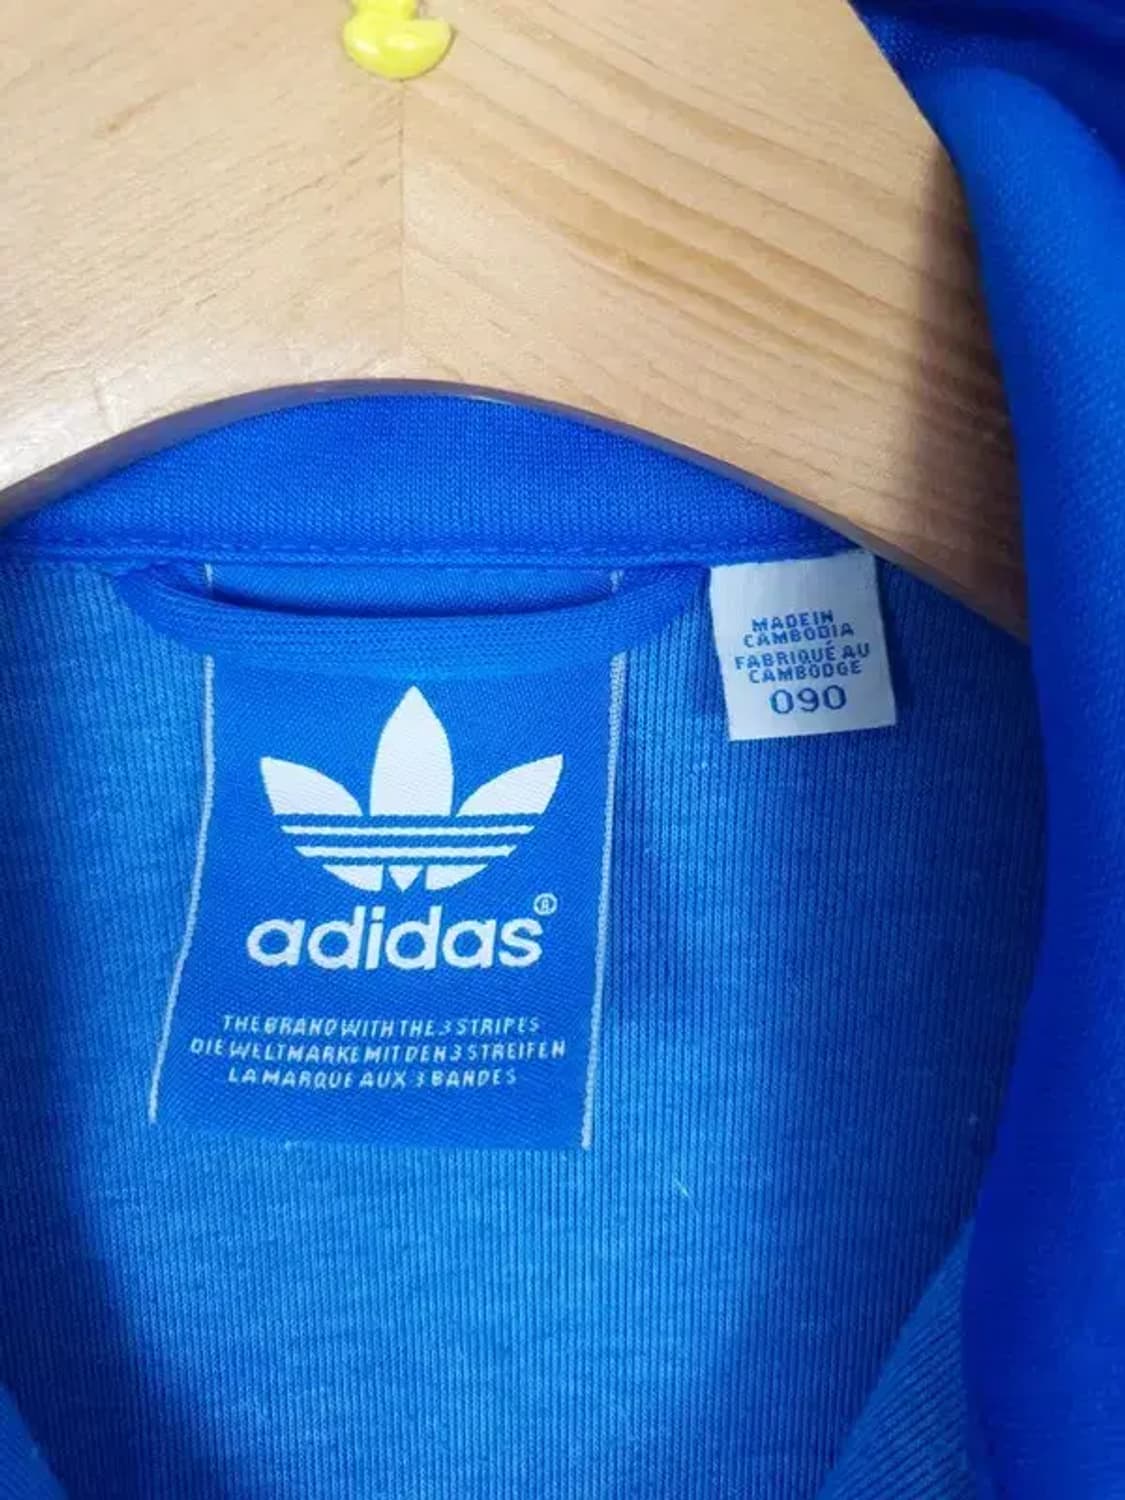 MADE IN
CAMBODIA
FABRIQUÉ AU
CAMBODGE
090
adidas®
THE BRAND WITH THE 3 STRIPES
DIE WELTMARKE MIT DEN 3 STREIFEN
LA MARQUE AUX 3 BANDES